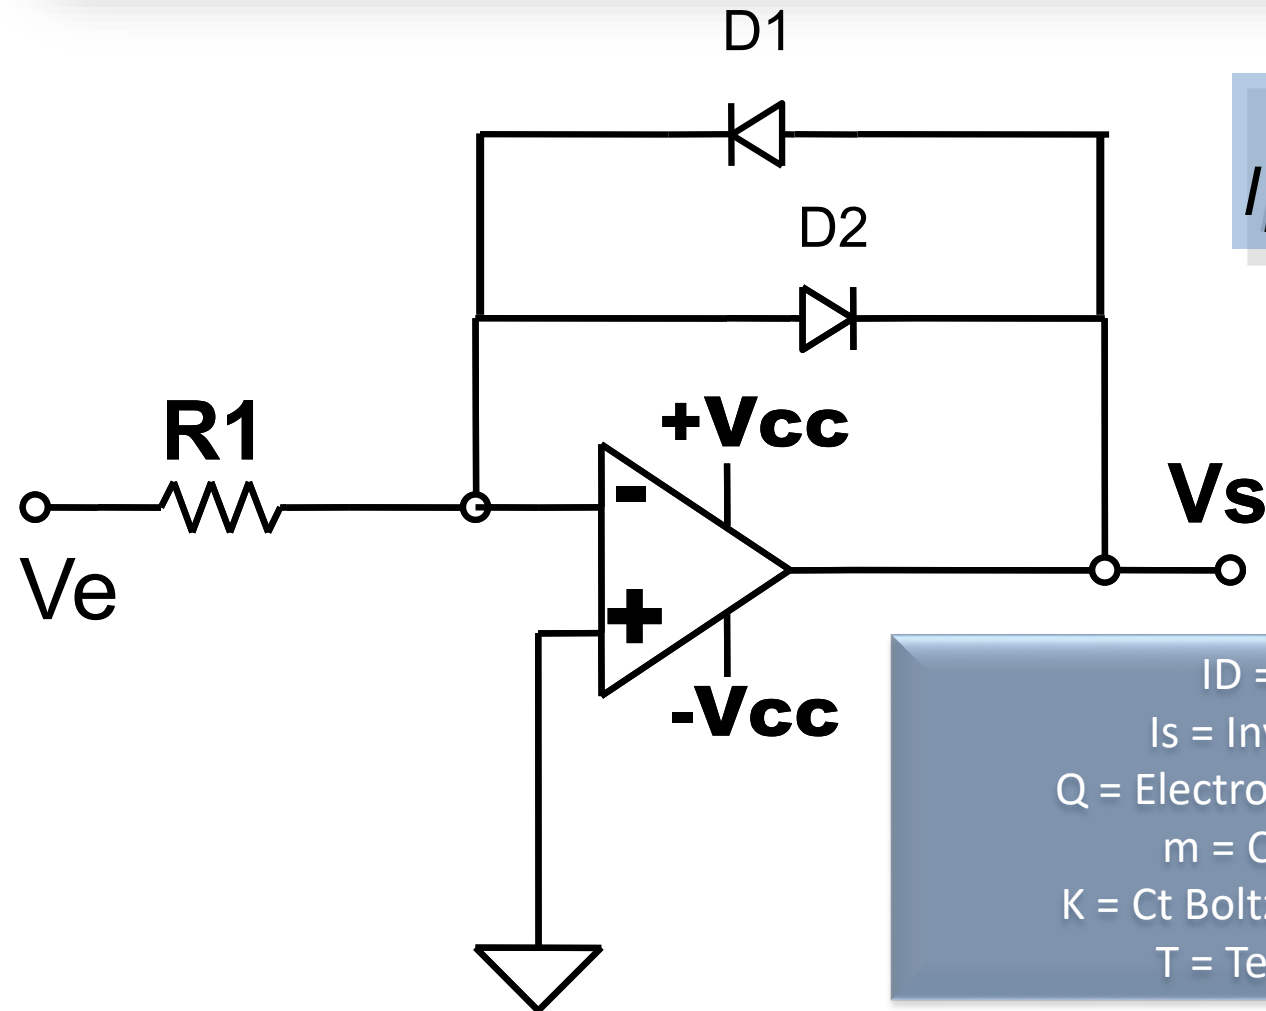 D1
D2
R1
+Vcc
-
Vs
Ve
+
-Vcc
ID =
Is =
Q =
m =
K = Ct
T =